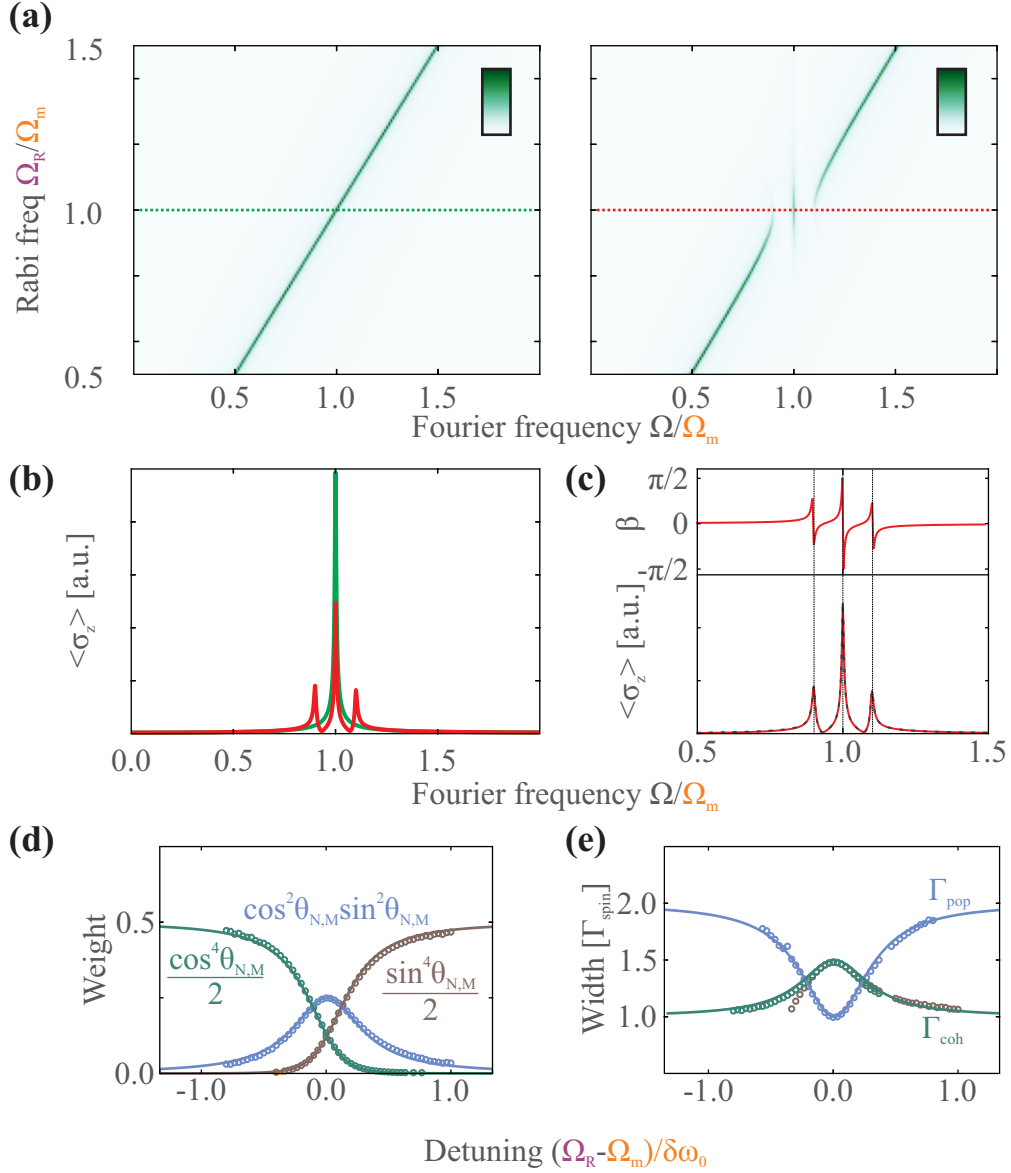 (a)
1.5
1.0
0.5
Rabi freq Ω_R/Ω_m
0.5 1.0 1.5
0.5 1.0 1.5
Fourier frequency Ω/Ω_m
(b)
<σ_z> [a.u.]
0.0 0.5 1.0 1.5
(c)
π/2
0
-π/2
β
<σ_z> [a.u.]
0.5 1.0 1.5
Fourier frequency Ω/Ω_m
(d)
Weight
0.5
0.0
cos²θ_N,M sin²θ_N,M
cos⁴θ_N,M
2
sin⁴θ_N,M
2
-1.0 0.0 1.0
(e)
Width [Γ_spin]
2.0
1.5
1.0
Γ_pop
Γ_coh
-1.0 0.0 1.0
Detuning (Ω_R-Ω_m)/δω_0